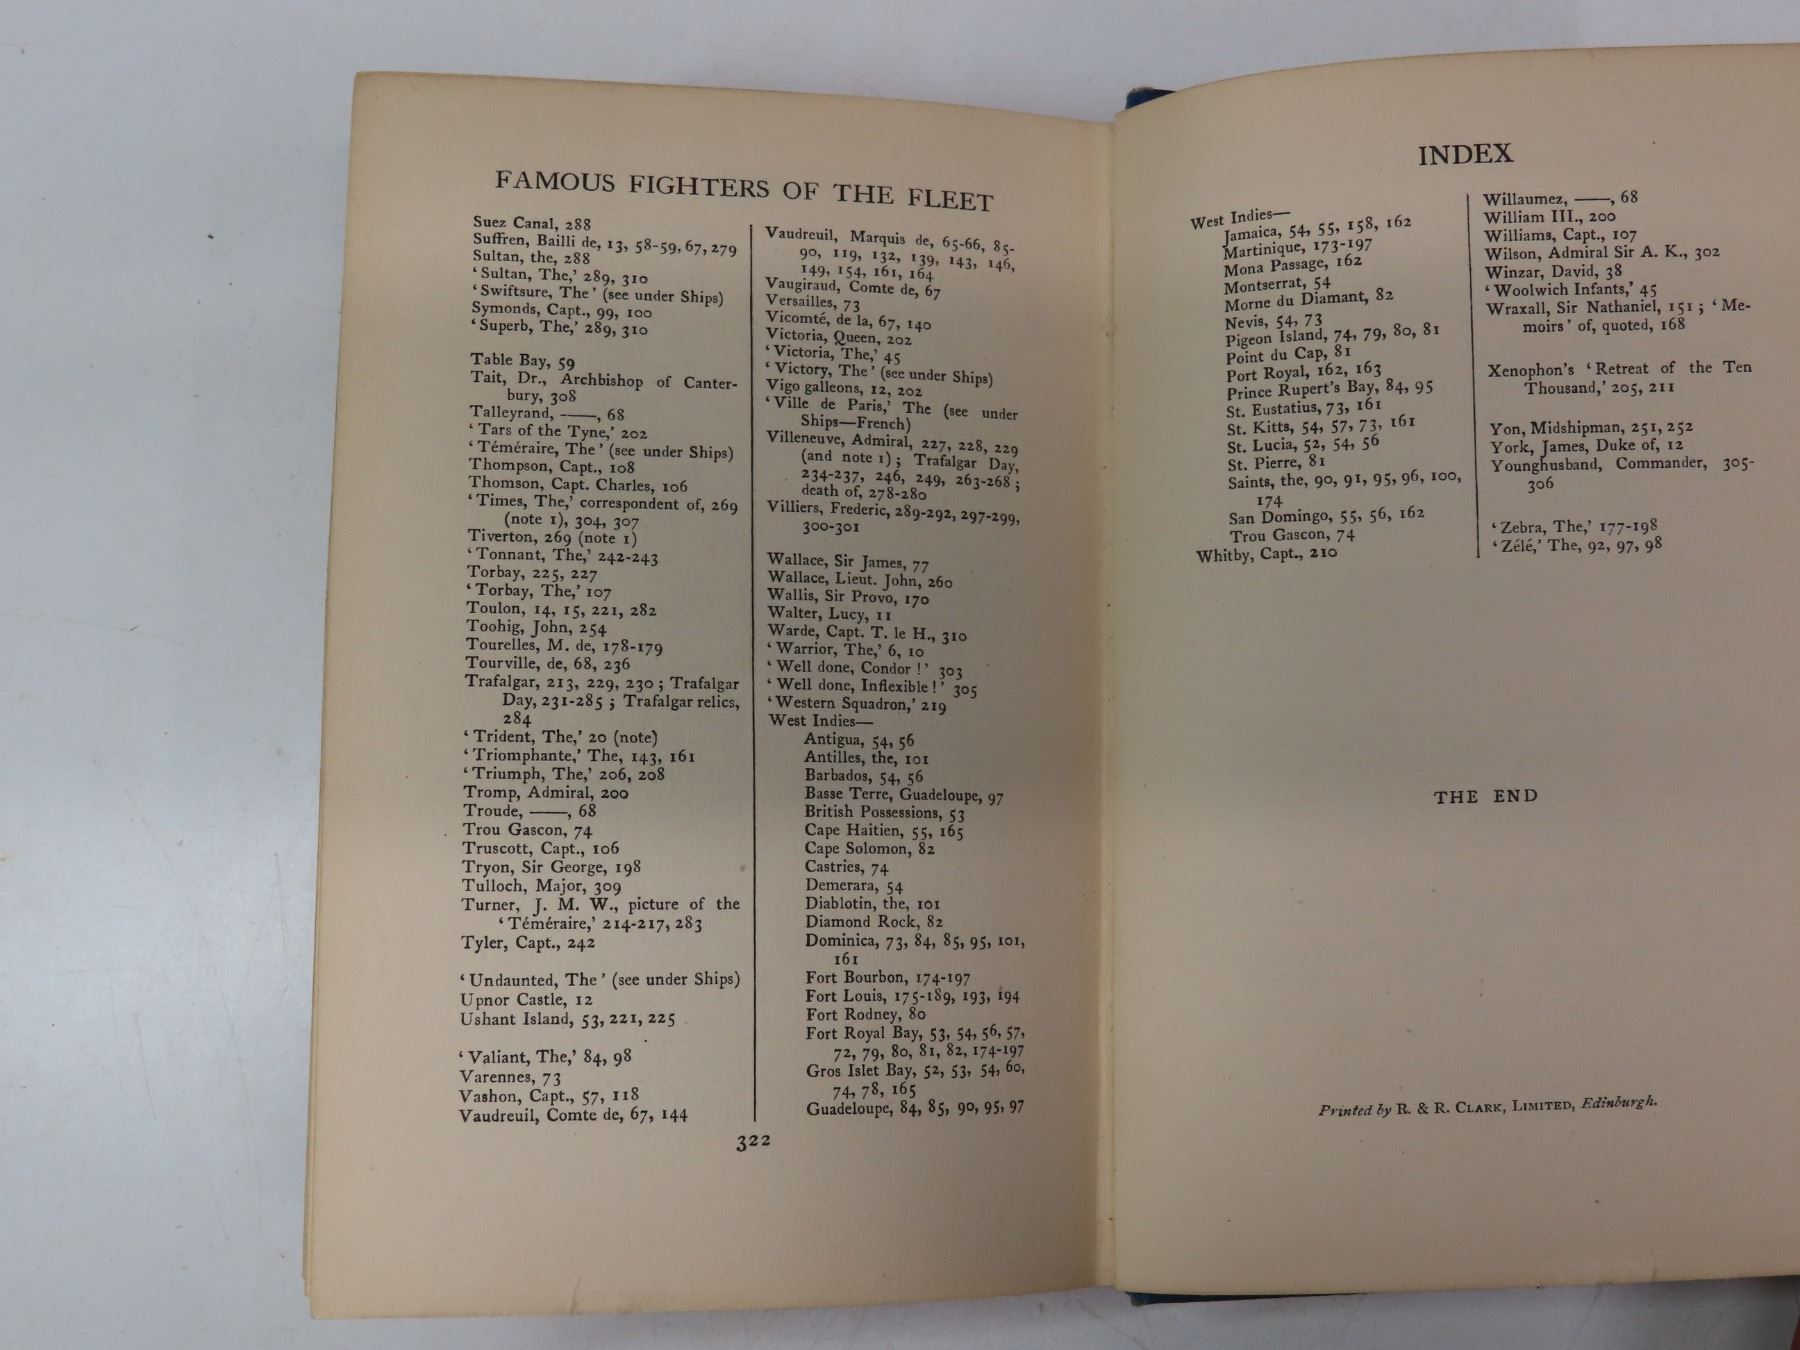 FAMOUS FIGHTERS OF THE FLEET
Suez Canal, 288
Suffren, Bailli de, 13, 58-59, 67, 279
Sultan, the, 288
‘Sultan, The,’ 289, 310
‘Swiftsure, The’ (see under Ships)
Symonds, Capt., 99, 100
‘Superb, The,’ 289, 310
Table Bay, 59
Tait, Dr., Archbishop of Canter-
bury, 308
Talleyrand, ——, 68
‘Tars of the Tyne,’ 202
‘Téméraire, The’ (see under Ships)
Thompson, Capt., 108
Thomson, Capt. Charles, 106
‘Times, The,’ correspondent of, 269
(note 1), 304, 307
Tiverton, 269 (note 1)
‘Tonnant, The,’ 242-243
Torbay, 225, 227
‘Torbay, The,’ 107
Toulon, 14, 15, 221, 282
Toohig, John, 254
Tourelles, M. de, 178-179
Tourville, de, 68, 236
Trafalgar, 213, 229, 230 ; Trafalgar
Day, 231-285 ; Trafalgar relics,
284
‘Trident, The,’ 20 (note)
‘Triomphante,’ The, 143, 161
‘Triumph, The,’ 206, 208
Tromp, Admiral, 200
Troude, ——, 68
Trou Gascon, 74
Truscott, Capt., 106
Tryon, Sir George, 198
Tulloch, Major, 309
Turner, J. M. W., picture of the
‘Téméraire,’ 214-217, 283
Tyler, Capt., 242
‘Undaunted, The’ (see under Ships)
Upnor Castle, 12
Ushant Island, 53, 221, 225
‘Valiant, The,’ 84, 98
Varennes, 73
Vashon, Capt., 57, 118
Vaudreuil, Comte de, 67, 144
Vaudreuil, Marquis de, 65-66, 85-
90, 119, 132, 139, 143, 146,
149, 154, 161, 164
Vaugiraud, Comte de, 67
Versailles, 73
Vicomté, de la, 67, 140
Victoria, Queen, 202
‘Victoria, The,’ 45
‘Victory, The’ (see under Ships)
Vigo galleons, 12, 202
‘Ville de Paris,’ The (see under
Ships—French)
Villeneuve, Admiral, 227, 228, 229
(and note 1) ; Trafalgar Day,
234-237, 246, 249, 263-268 ;
death of, 278-280
Villiers, Frederic, 289-292, 297-299,
300-301
Wallace, Sir James, 77
Wallace, Lieut. John, 260
Wallis, Sir Provo, 170
Walter, Lucy, 11
Warde, Capt. T. le H., 310
‘Warrior, The,’ 6, 10
‘Well done, Condor !’ 303
‘Well done, Inflexible !’ 305
‘Western Squadron,’ 219
West Indies—
Antigua, 54, 56
Antilles, the, 101
Barbados, 54, 56
Basse Terre, Guadeloupe, 97
British Possessions, 53
Cape Haitien, 55, 165
Cape Solomon, 82
Castries, 74
Demerara, 54
Diablotin, the, 101
Diamond Rock, 82
Dominica, 73, 84, 85, 95, 101,
161
Fort Bourbon, 174-197
Fort Louis, 175-189, 193, 194
Fort Rodney, 80
Fort Royal Bay, 53, 54, 56, 57,
72, 79, 80, 81, 82, 174-197
Gros Islet Bay, 52, 53, 54, 60,
74, 78, 165
Guadeloupe, 84, 85, 90, 95, 97
322
INDEX
West Indies—
Jamaica, 54, 55, 158, 162
Martinique, 173-197
Mona Passage, 162
Montserrat, 54
Morne du Diamant, 82
Nevis, 54, 73
Pigeon Island, 74, 79, 80, 81
Point du Cap, 81
Port Royal, 162, 163
Prince Rupert's Bay, 84, 95
St. Eustatius, 73, 161
St. Kitts, 54, 57, 73, 161
St. Lucia, 52, 54, 56
St. Pierre, 81
Saints, the, 90, 91, 95, 96, 100,
174
San Domingo, 55, 56, 162
Trou Gascon, 74
Whitby, Capt., 210
Willaumez, ——, 68
William III., 200
Williams, Capt., 107
Wilson, Admiral Sir A. K., 302
Winzar, David, 38
‘Woolwich Infants,’ 45
Wraxall, Sir Nathaniel, 151 ; ‘Me-
moirs’ of, quoted, 168
Xenophon's ‘Retreat of the Ten
Thousand,’ 205, 211
Yon, Midshipman, 251, 252
York, James, Duke of, 12
Younghusband, Commander, 305-
306
‘Zebra, The,’ 177-198
‘Zélé,’ The, 92, 97, 98
THE END
Printed by R. & R. CLARK, LIMITED, Edinburgh.